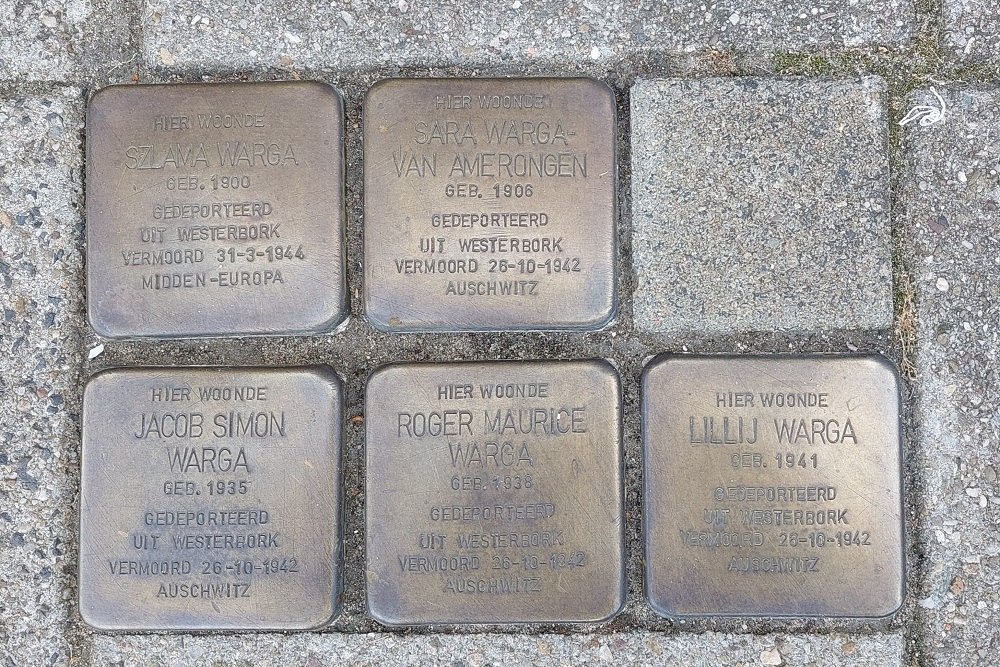 HIER WOONDE
SZLAMA WARGA
GEB. 1900
GEDEPORTEERD
UIT WESTERBORK
VERMOORD 31-3-1944
MIDDEN-EUROPA
HIER WOONDE
SARA WARGA-
VAN AMERONGEN
GEB. 1906
GEDEPORTEERD
UIT WESTERBORK
VERMOORD 26-10-1942
AUSCHWITZ
HIER WOONDE
JACOB SIMON
WARGA
GEB. 1935
GEDEPORTEERD
UIT WESTERBORK
VERMOORD 26-10-1942
AUSCHWITZ
HIER WOONDE
ROGER MAURICE
WARGA
GEB. 1938
GEDEPORTEERD
UIT WESTERBORK
VERMOORD 26-10-1942
AUSCHWITZ
HIER WOONDE
LILLIJ WARGA
GEB. 1941
GEDEPORTEERD
UIT WESTERBORK
VERMOORD 26-10-1942
AUSCHWITZ